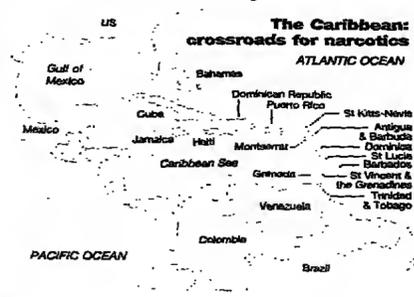 US
The Caribbean:
crossroads for narcotics
ATLANTIC OCEAN
Gulf of
Mexico
Bahamas
Dominican Republic
Puerto Rico
Cuba
St Kitts-Nevis
Mexico
Antigua
& Barbuda
Jamaica
Haiti
Montserrat
Dominica
St Lucia
Caribbean Sea
Barbados
Grenada
St Vincent &
the Grenadines
Trinidad
& Tobago
Venezuela
Colombia
PACIFIC OCEAN
Brazil